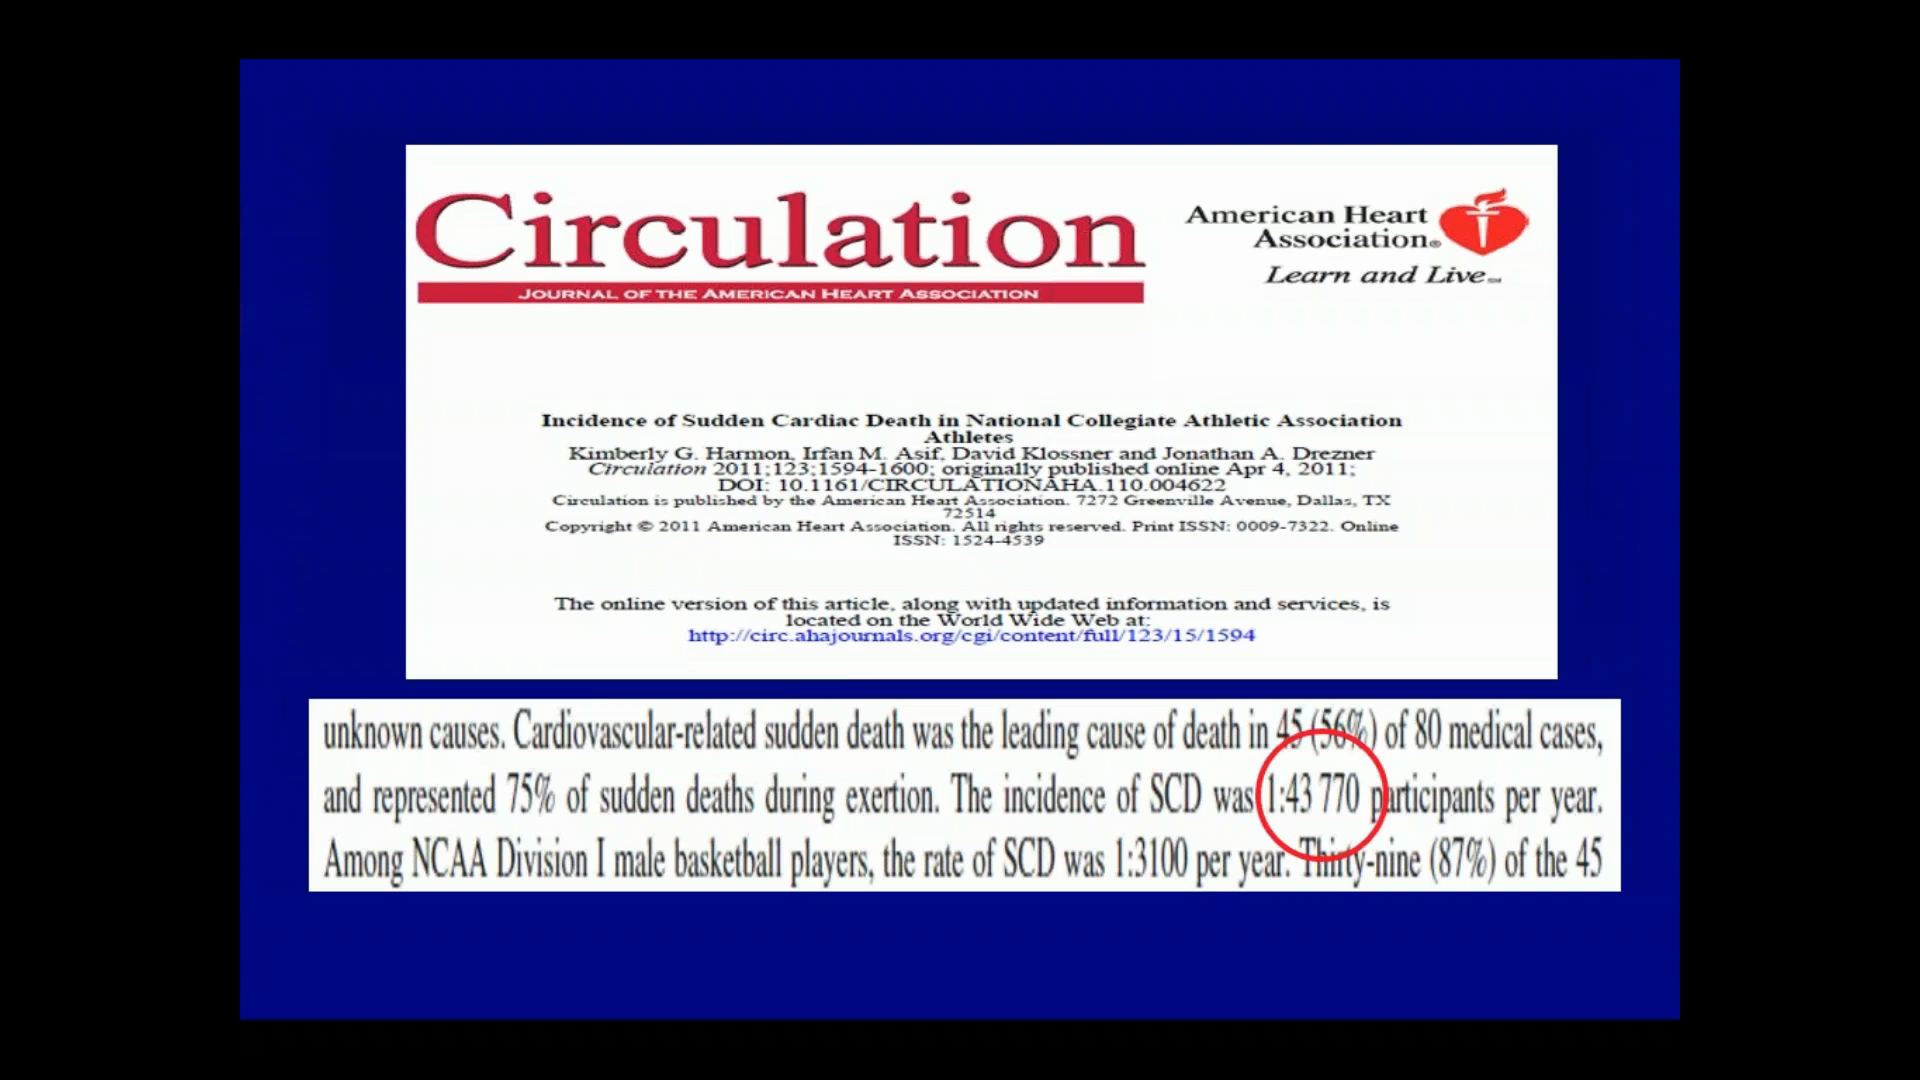 Circulation
JOURNAL OF THE AMERICAN HEART ASSOCIATION
American Heart
Association®
Learn and Live℠
Incidence of Sudden Cardiac Death in National Collegiate Athletic Association
Athletes
Kimberly G. Harmon, Irfan M. Asif, David Klossner and Jonathan A. Drezner
Circulation 2011;123;1594-1600; originally published online Apr 4, 2011;
DOI: 10.1161/CIRCULATIONAHA.110.004622
Circulation is published by the American Heart Association. 7272 Greenville Avenue, Dallas, TX
72514
Copyright © 2011 American Heart Association. All rights reserved. Print ISSN: 0009-7322. Online
ISSN: 1524-4539
The online version of this article, along with updated information and services, is
located on the World Wide Web at:
http://circ.ahajournals.org/cgi/content/full/123/15/1594
unknown causes. Cardiovascular-related sudden death was the leading cause of death in 45 (56%) of 80 medical cases,
and represented 75% of sudden deaths during exertion. The incidence of SCD was 1:43 770 participants per year.
Among NCAA Division I male basketball players, the rate of SCD was 1:3100 per year. Thirty-nine (87%) of the 45